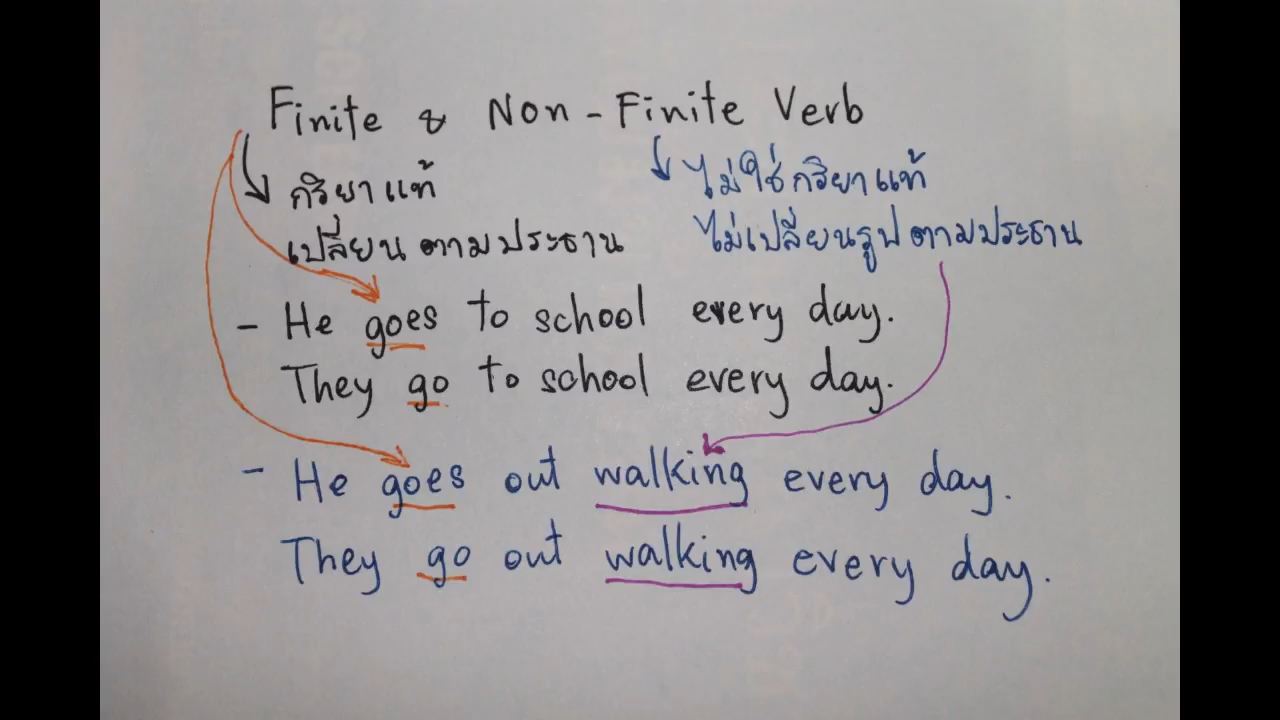 Finite & Non-Finite Verb
กริยาแท้ ไม่ใช่กริยาแท้
เปลี่ยนตามประธาน ไม่เปลี่ยนรูปตามประธาน
- He goes to school every day.
They go to school every day.
- He goes out walking every day.
They go out walking every day.